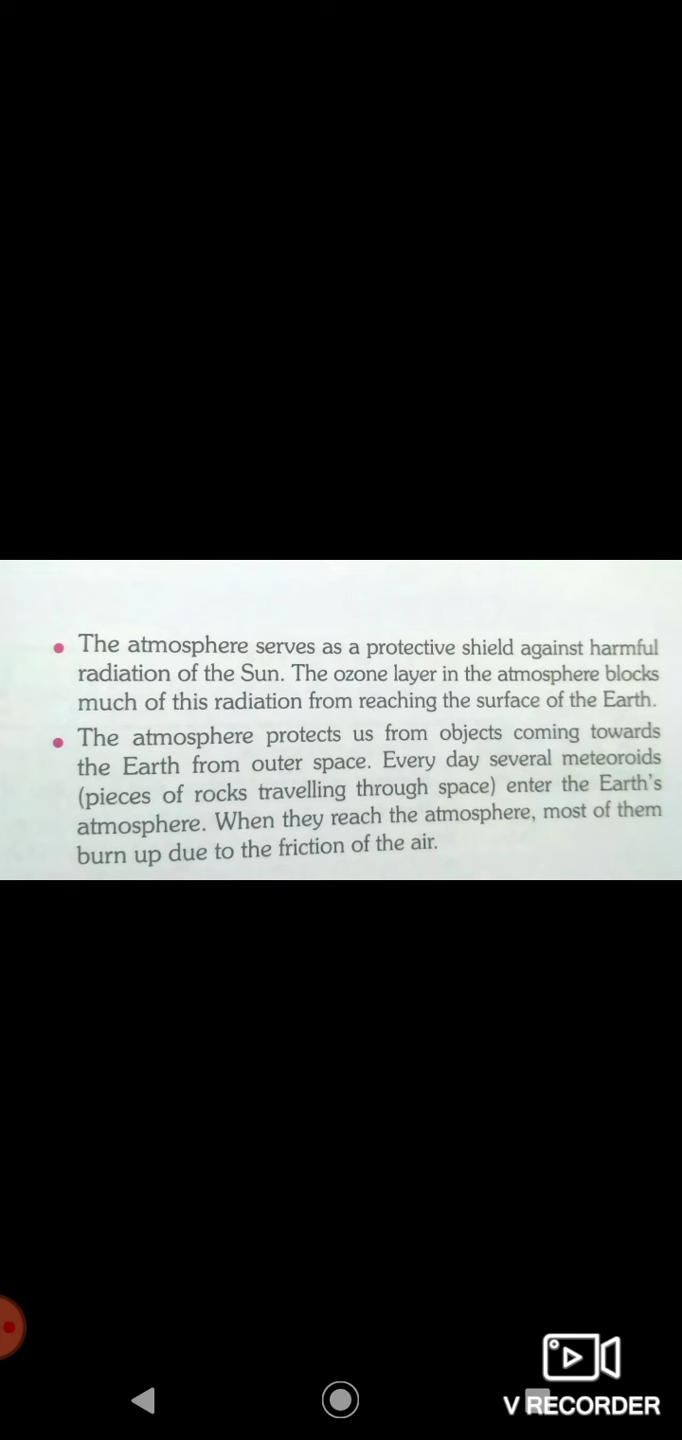 • The atmosphere serves as a protective shield against harmful
radiation of the Sun. The ozone layer in the atmosphere blocks
much of this radiation from reaching the surface of the Earth.
• The atmosphere protects us from objects coming towards
the Earth from outer space. Every day several meteoroids
(pieces of rocks travelling through space) enter the Earth's
atmosphere. When they reach the atmosphere, most of them
burn up due to the friction of the air.
V RECORDER